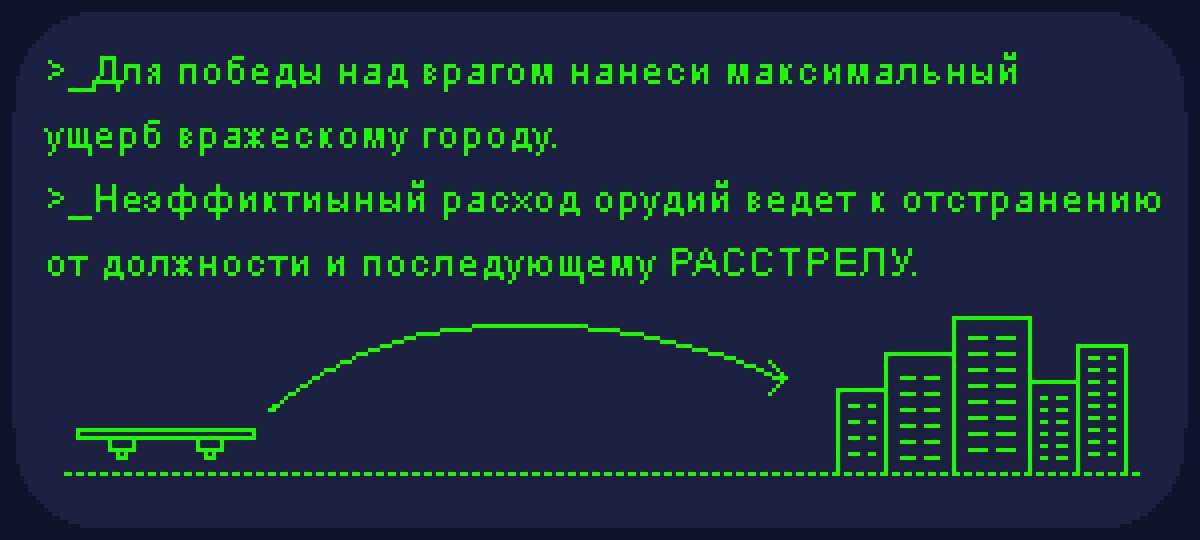 >_Для победы над врагом нанеси максимальный
ущерб вражескому городу.
>_Неэффиктиыный расход орудий ведет к отстранению
от должности и последующему РАССТРЕЛУ.